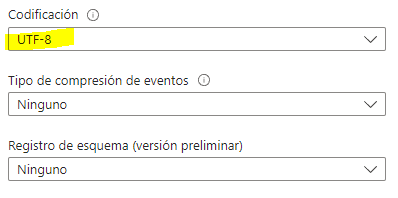 Codificación
UTF-8
Tipo de compresión de eventos
Ninguno
Registro de esquema (versión preliminar)
Ninguno